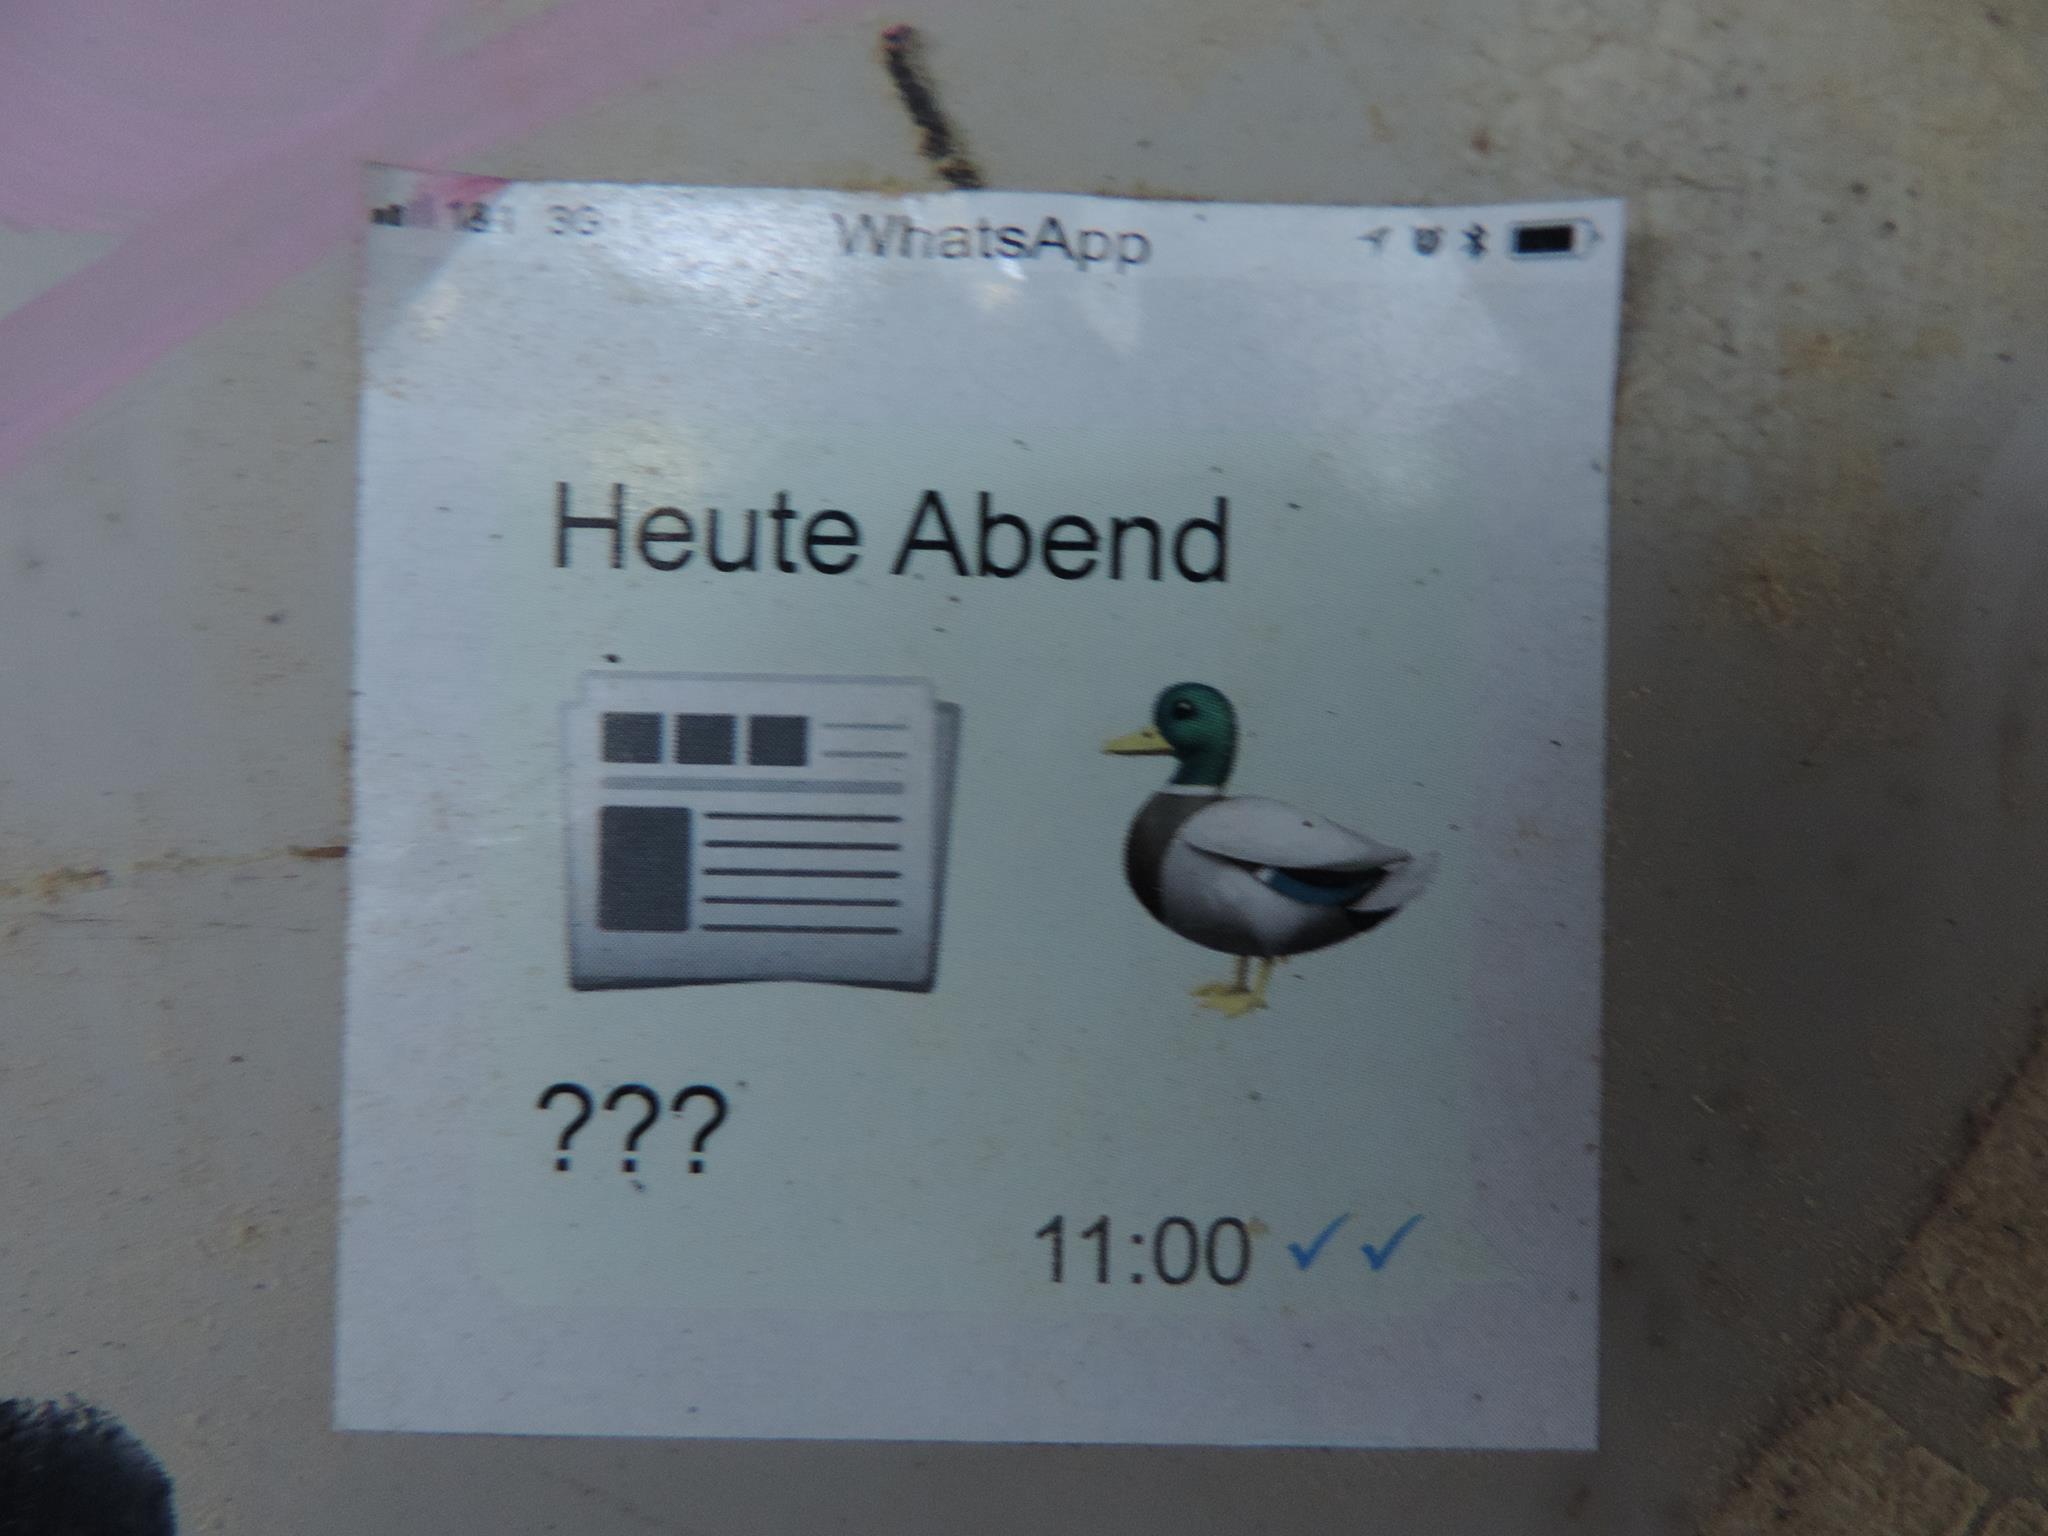 3G WhatsApp
Heute Abend
???
11:00